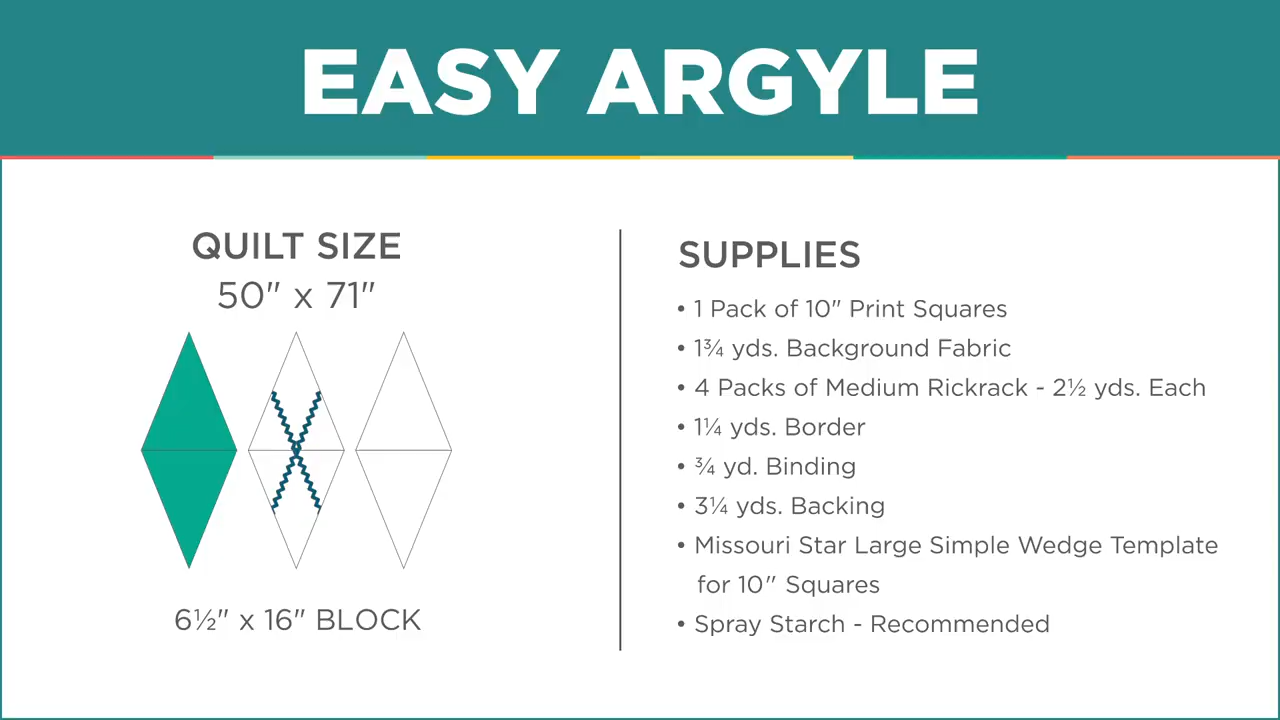 EASY ARGYLE
QUILT SIZE
50" x 71"
6½" x 16" BLOCK
SUPPLIES
• 1 Pack of 10" Print Squares
• 1¾ yds. Background Fabric
• 4 Packs of Medium Rickrack - 2½ yds. Each
• 1¼ yds. Border
• ¾ yd. Binding
• 3¼ yds. Backing
• Missouri Star Large Simple Wedge Template
for 10" Squares
• Spray Starch - Recommended